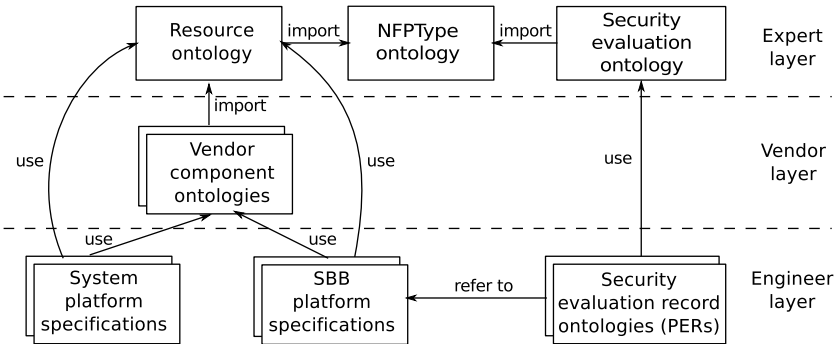 Resource
ontology
import
NFPType
ontology
import
Security
evaluation
ontology
Expert
layer
import
use
Vendor
component
ontologies
use
use
Vendor
layer
use
use
System
platform
specifications
SBB
platform
specifications
refer to
Security
evaluation record
ontologies (PERs)
Engineer
layer